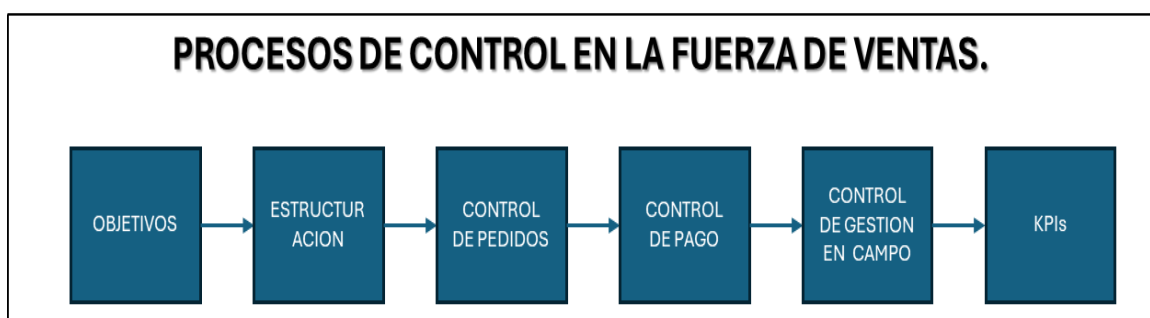 PROCESOS DE CONTROL EN LA FUERZA DE VENTAS.
OBJETIVOS
ESTRUCTUR
ACION
CONTROL
DE PEDIDOS
CONTROL
DE PAGO
CONTROL
DE GESTION
EN CAMPO
KPIs